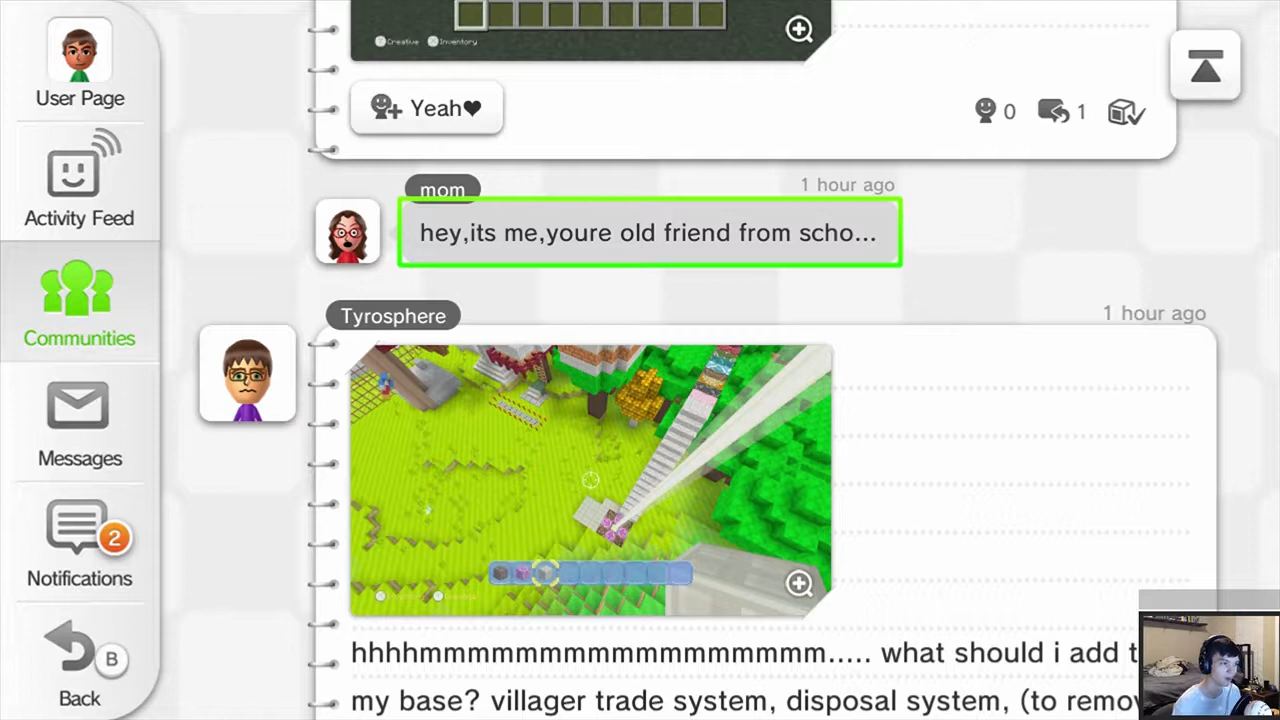 Creative Inventory
User Page
Yeah♥
0
1
mom
1 hour ago
hey,its me,youre old friend from scho...
Activity Feed
Communities
Tyrosphere
1 hour ago
Messages
2
Notifications
hhhhmmmmmmmmmmmmmmmmm..... what should i add t
my base? villager trade system, disposal system, (to remov
B
Back